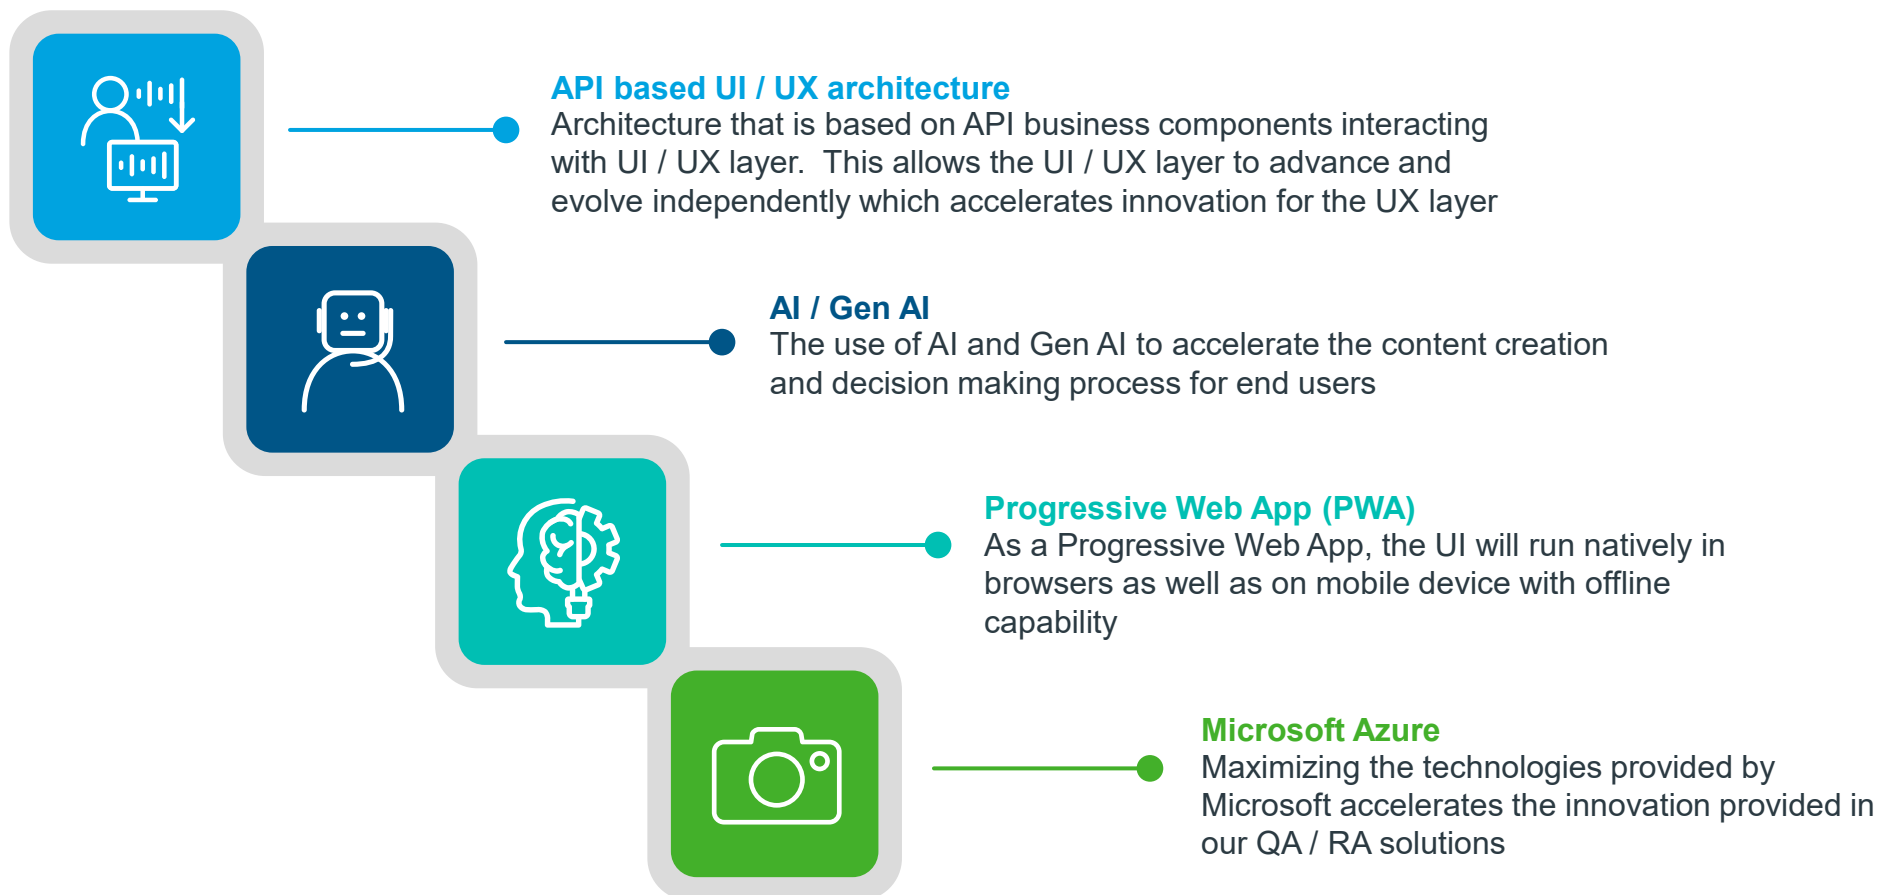 API based UI / UX architecture
Architecture that is based on API business components interacting
with UI / UX layer.  This allows the UI / UX layer to advance and
evolve independently which accelerates innovation for the UX layer
AI / Gen AI
The use of AI and Gen AI to accelerate the content creation
and decision making process for end users
Progressive Web App (PWA)
As a Progressive Web App, the UI will run natively in
browsers as well as on mobile device with offline
capability
Microsoft Azure
Maximizing the technologies provided by
Microsoft accelerates the innovation provided in
our QA / RA solutions